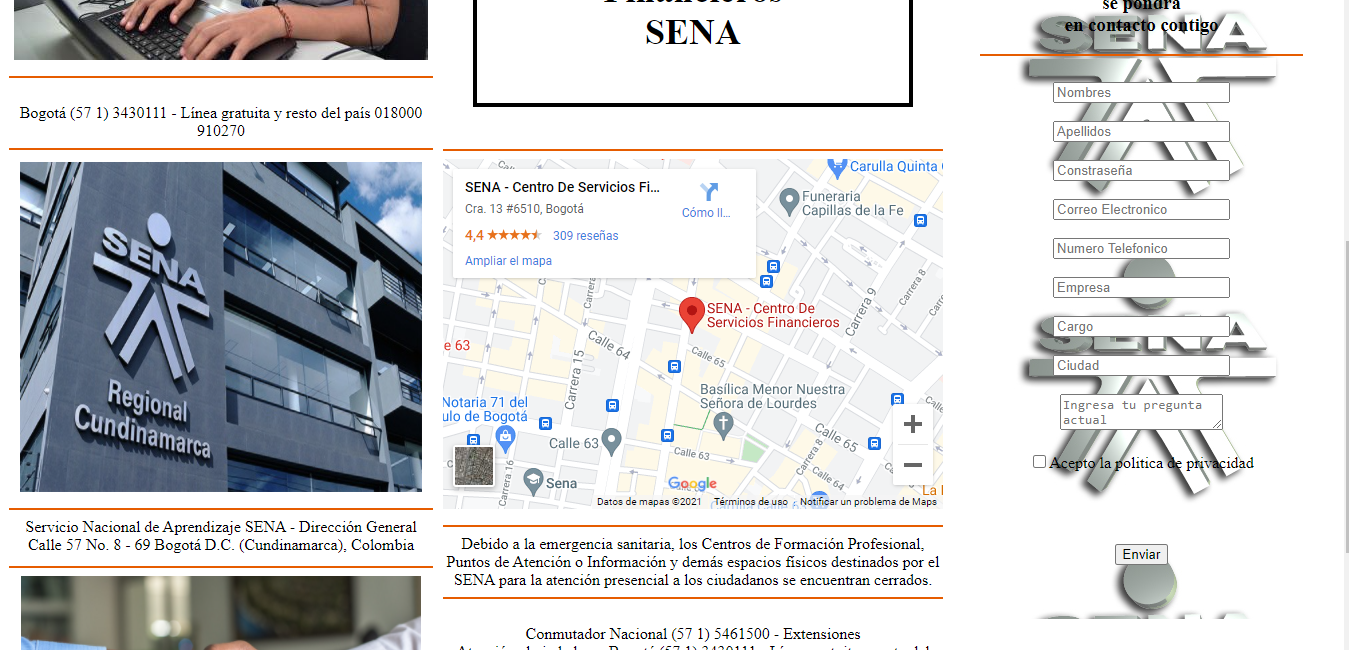 Bogotá (57 1) 3430111 - Línea gratuita y resto del país 018000
910270
SENA
Regional
Cundinamarca
Servicio Nacional de Aprendizaje SENA - Dirección General
Calle 57 No. 8 - 69 Bogotá D.C. (Cundinamarca), Colombia
Financieros
SENA
SENA - Centro De Servicios Fi...
Cra. 13 #6510, Bogotá
Cómo ll...
4,4
309 reseñas
Ampliar el mapa
Carulla Quinta
Funeraria
Capillas de la Fe
Carrera 9
Carrera 8
Carrera
SENA - Centro De
Servicios Financieros
e 63
Calle 64
Calle 65
Carrera 15
Basílica Menor Nuestra
Señora de Lourdes
Notaria 71 del
ulo de Bogotá
Calle 63
Calle 63
Calle 65
Carrera 8
Carrera 16
Sena
La
Google
Datos de mapas ©2021
Términos de uso
Notificar un problema de Maps
Debido a la emergencia sanitaria, los Centros de Formación Profesional,
Puntos de Atención o Información y demás espacios físicos destinados por el
SENA para la atención presencial a los ciudadanos se encuentran cerrados.
Conmutador Nacional (57 1) 5461500 - Extensiones
se pondrá
en contacto contigo
SENA
Nombres
Apellidos
Constraseña
Correo Electronico
Numero Telefonico
Empresa
SENA
Cargo
Ciudad
Ingresa tu pregunta
actual
Acepto la politica de privacidad
Enviar